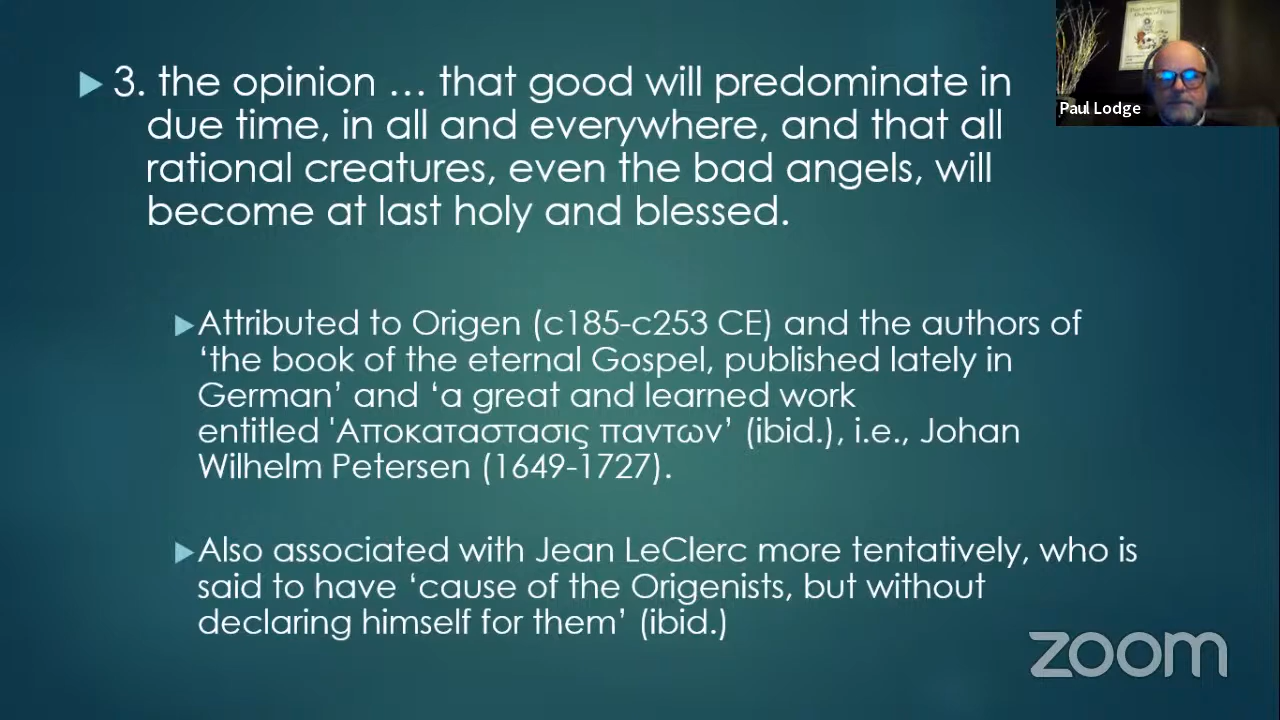 ▶ 3. the opinion … that good will predominate in
due time, in all and everywhere, and that all
rational creatures, even the bad angels, will
become at last holy and blessed.
▶Attributed to Origen (c185-c253 CE) and the authors of
‘the book of the eternal Gospel, published lately in
German’ and ‘a great and learned work
entitled 'Αποκαταστασις παντων’ (ibid.), i.e., Johan
Wilhelm Petersen (1649-1727).
▶Also associated with Jean LeClerc more tentatively, who is
said to have ‘cause of the Origenists, but without
declaring himself for them’ (ibid.)
Paul Lodge
zoom